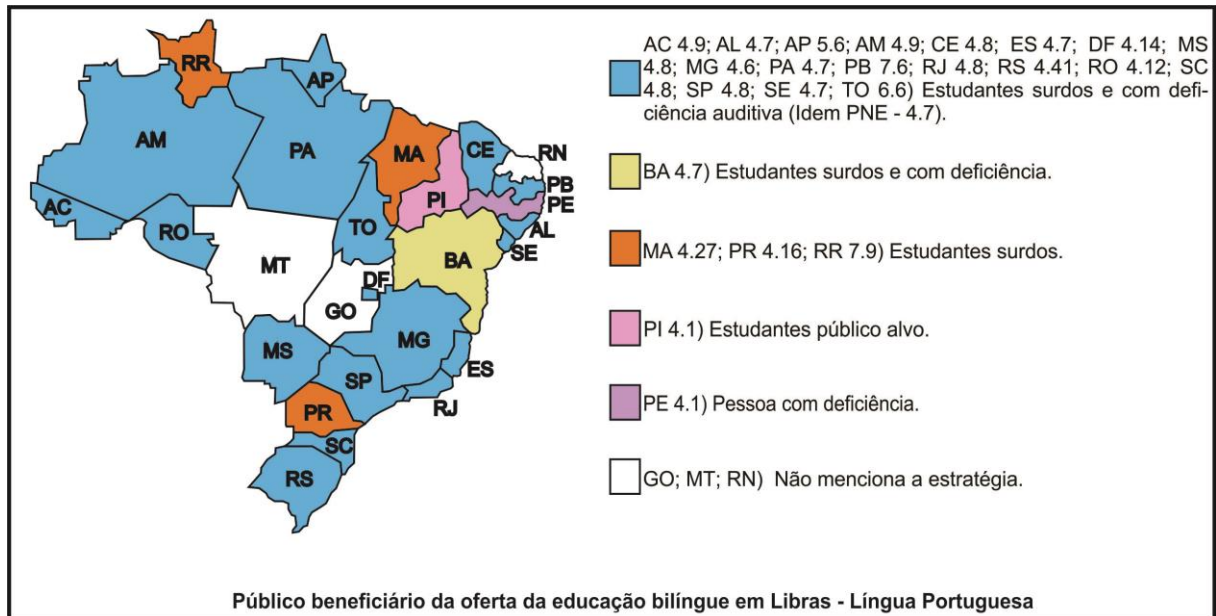 RR
AP
AM
PA
MA
CE
RN
PB
PE
PI
AC
RO
TO
AL
SE
MT
BA
DF
GO
MS
MG
ES
SP
RJ
PR
SC
RS
AC 4.9; AL 4.7; AP 5.6; AM 4.9; CE 4.8; ES 4.7; DF 4.14; MS
4.8; MG 4.6; PA 4.7; PB 7.6; RJ 4.8; RS 4.41; RO 4.12; SC
4.8; SP 4.8; SE 4.7; TO 6.6) Estudantes surdos e com defi-
ciência auditiva (Idem PNE - 4.7).
BA 4.7) Estudantes surdos e com deficiência.
MA 4.27; PR 4.16; RR 7.9) Estudantes surdos.
PI 4.1) Estudantes público alvo.
PE 4.1) Pessoa com deficiência.
GO; MT; RN) Não menciona a estratégia.
Público beneficiário da oferta da educação bilíngue em Libras - Língua Portuguesa